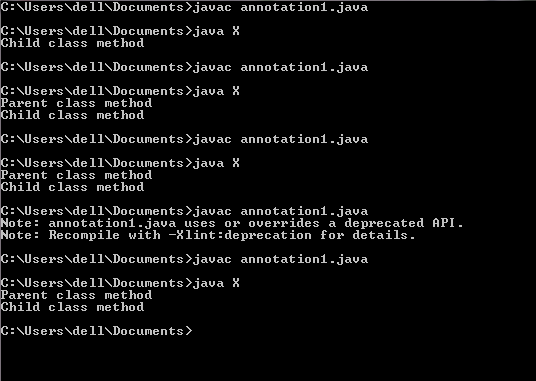 C:\Users\dell\Documents>javac annotation1.java
C:\Users\dell\Documents>java X
Child class method
C:\Users\dell\Documents>javac annotation1.java
C:\Users\dell\Documents>java X
Parent class method
Child class method
C:\Users\dell\Documents>javac annotation1.java
C:\Users\dell\Documents>java X
Parent class method
Child class method
C:\Users\dell\Documents>javac annotation1.java
Note: annotation1.java uses or overrides a deprecated API.
Note: Recompile with -Xlint:deprecation for details.
C:\Users\dell\Documents>javac annotation1.java
C:\Users\dell\Documents>java X
Parent class method
Child class method
C:\Users\dell\Documents>